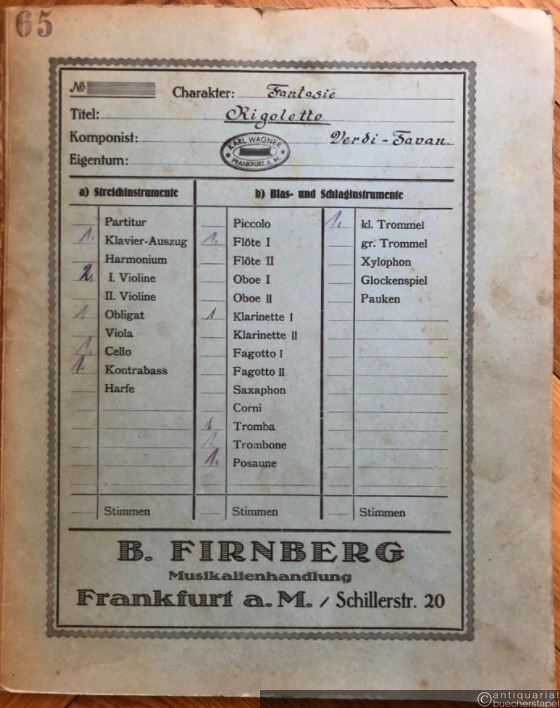 65
№
Charakter: Fantasie
Titel: Rigoletto
Komponist: Verdi - Tavan.
Eigentum: KARL WAGNER FRANKFURT A. M.
a) Streichinstrumente
b) Blas- und Schlaginstrumente
Partitur
1. Klavier-Auszug
Harmonium
2. I. Violine
II. Violine
1 Obligat
Viola
1. Cello
1. Kontrabass
Harfe
Stimmen
Piccolo
1. Flöte I
Flöte II
Oboe I
Oboe II
1 Klarinette I
Klarinette II
Fagotto I
Fagotto II
Saxaphon
Corni
1 Tromba
1. Trombone
1. Posaune
Stimmen
1. kl. Trommel
gr. Trommel
Xylophon
Glockenspiel
Pauken
Stimmen
B. FIRNBERG
Musikalienhandlung
Frankfurt a. M. / Schillerstr. 20
©antiquariat
buecherstapel